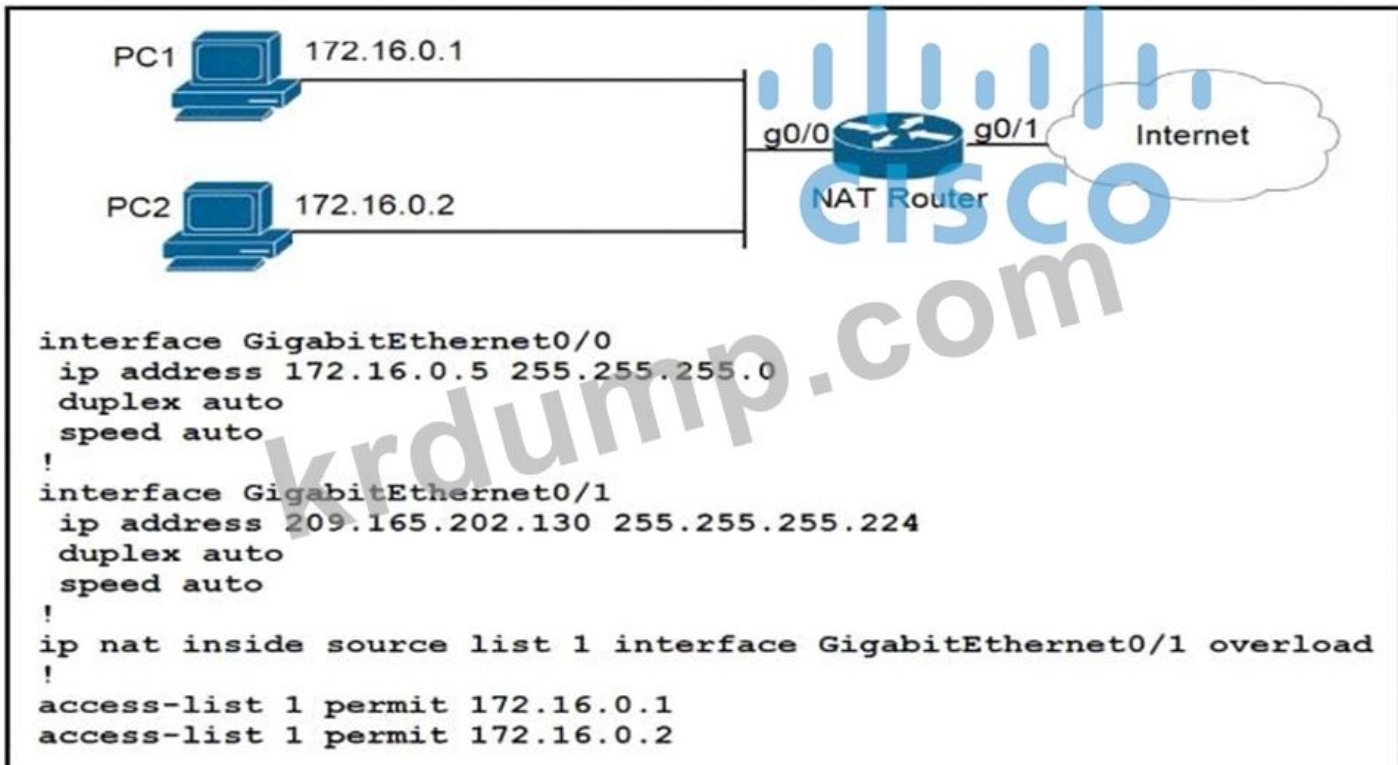 PC1
172.16.0.1
g0/0
g0/1
Internet
PC2
172.16.0.2
NAT Router
CISCO
krdump.com
interface GigabitEthernet0/0
ip address 172.16.0.5 255.255.255.0
duplex auto
speed auto
!
interface GigabitEthernet0/1
ip address 209.165.202.130 255.255.255.224
duplex auto
speed auto
!
ip nat inside source list 1 interface GigabitEthernet0/1 overload
!
access-list 1 permit 172.16.0.1
access-list 1 permit 172.16.0.2